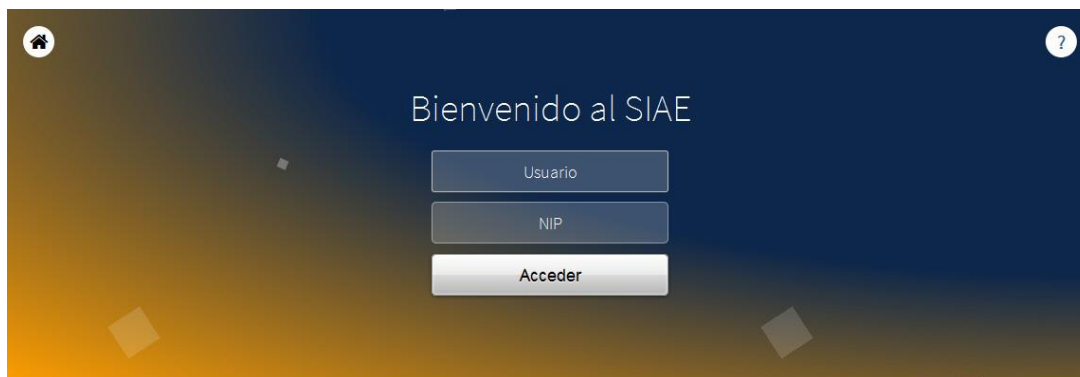 ?
Bienvenido al SIAE
Usuario
NIP
Acceder